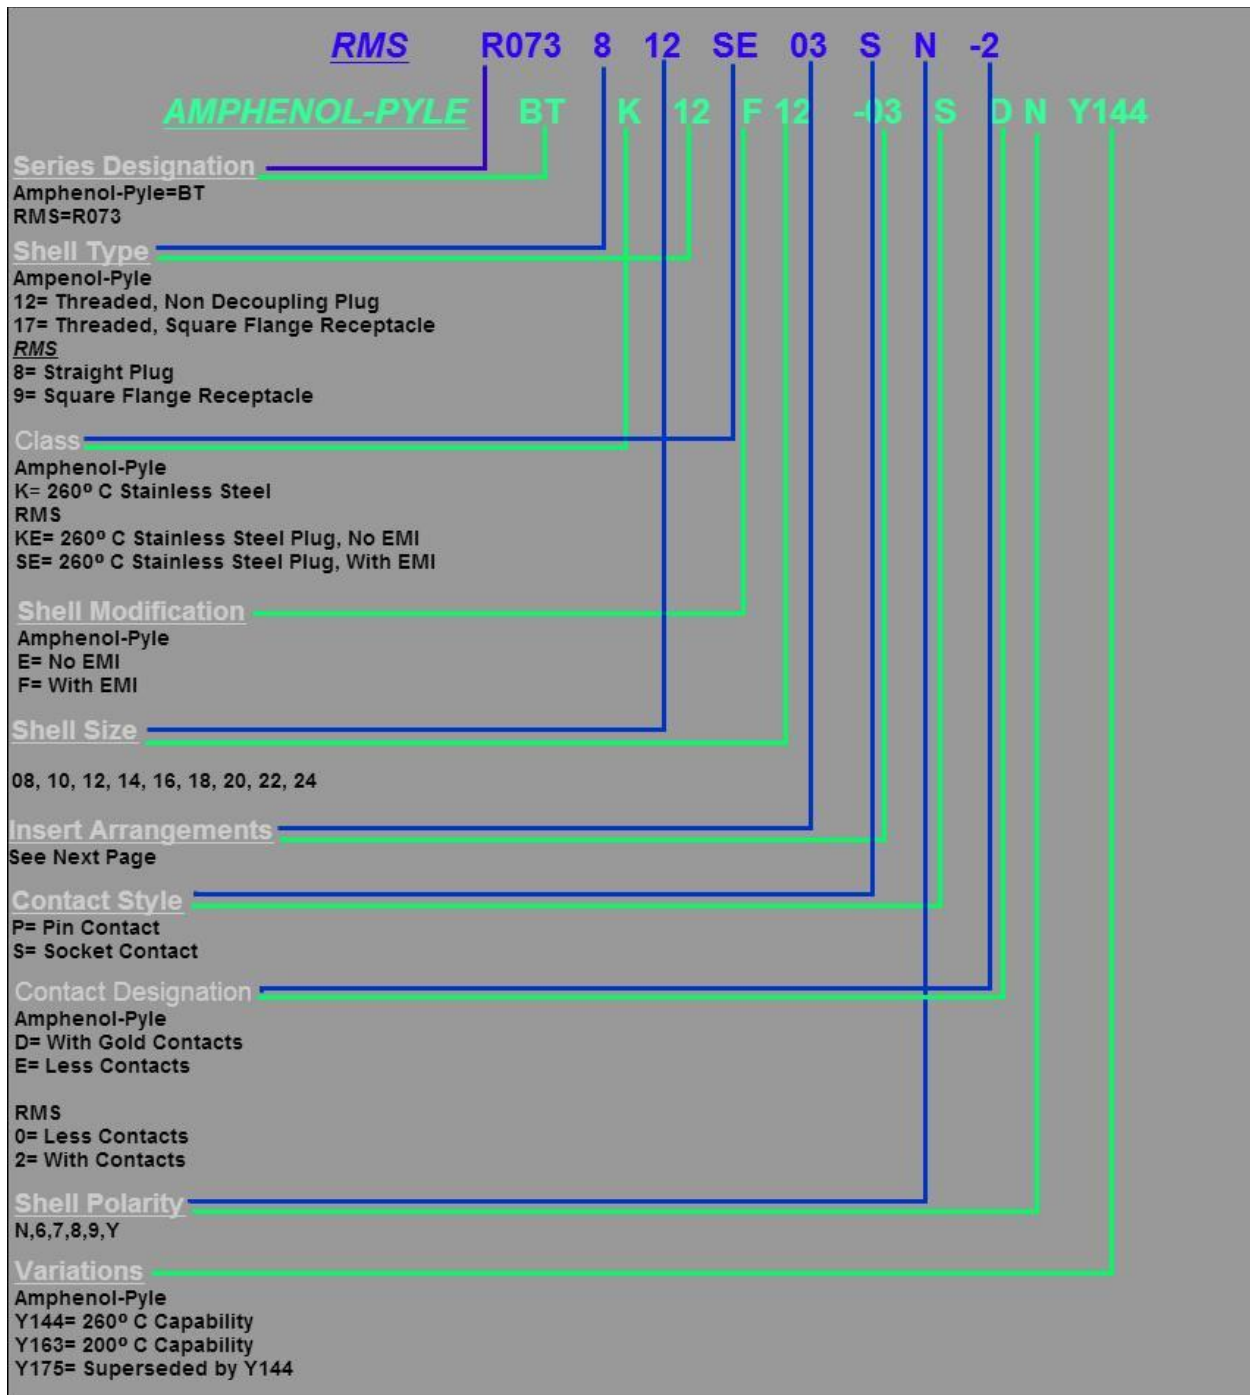 RMS R073 8 12 SE 03 S N -2
AMPHENOL-PYLE BT K 12 F 12 -03 S D N Y144
Series Designation
Amphenol-Pyle=BT
RMS=R073
Shell Type
Ampenol-Pyle
12= Threaded, Non Decoupling Plug
17= Threaded, Square Flange Receptacle
RMS
8= Straight Plug
9= Square Flange Receptacle
Class
Amphenol-Pyle
K= 260º C Stainless Steel
RMS
KE= 260º C Stainless Steel Plug, No EMI
SE= 260º C Stainless Steel Plug, With EMI
Shell Modification
Amphenol-Pyle
E= No EMI
F= With EMI
Shell Size
08, 10, 12, 14, 16, 18, 20, 22, 24
Insert Arrangements
See Next Page
Contact Style
P= Pin Contact
S= Socket Contact
Contact Designation
Amphenol-Pyle
D= With Gold Contacts
E= Less Contacts
RMS
0= Less Contacts
2= With Contacts
Shell Polarity
N,6,7,8,9,Y
Variations
Amphenol-Pyle
Y144= 260º C Capability
Y163= 200º C Capability
Y175= Superseded by Y144